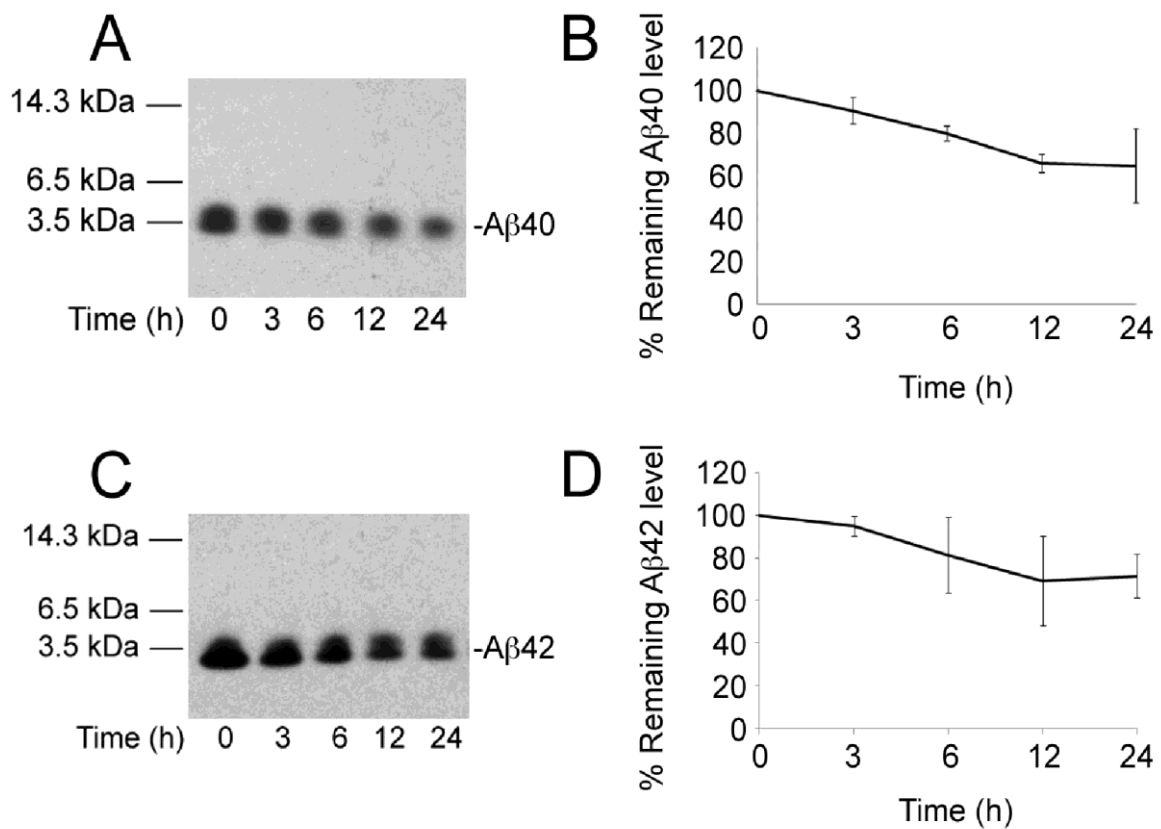 A
14.3 kDa
6.5 kDa
3.5 kDa
-Aβ40
Time (h) 0 3 6 12 24
B
% Remaining Aβ40 level
120
100
80
60
40
20
0
0 3 6 12 24
Time (h)
C
14.3 kDa
6.5 kDa
3.5 kDa
-Aβ42
Time (h) 0 3 6 12 24
D
% Remaining Aβ42 level
120
100
80
60
40
20
0
0 3 6 12 24
Time (h)